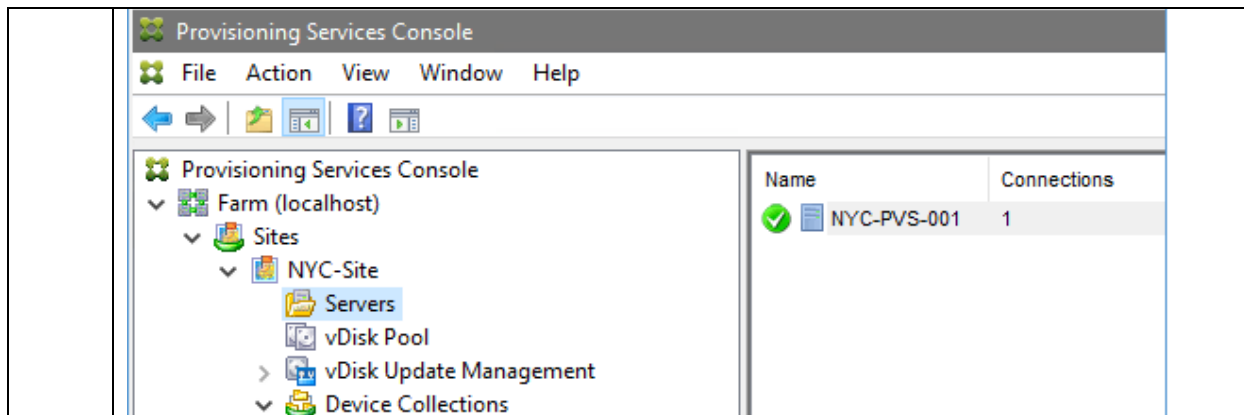 Provisioning Services Console
File Action View Window Help
Provisioning Services Console
Farm (localhost)
Sites
NYC-Site
Servers
vDisk Pool
vDisk Update Management
Device Collections
Name Connections
NYC-PVS-001 1